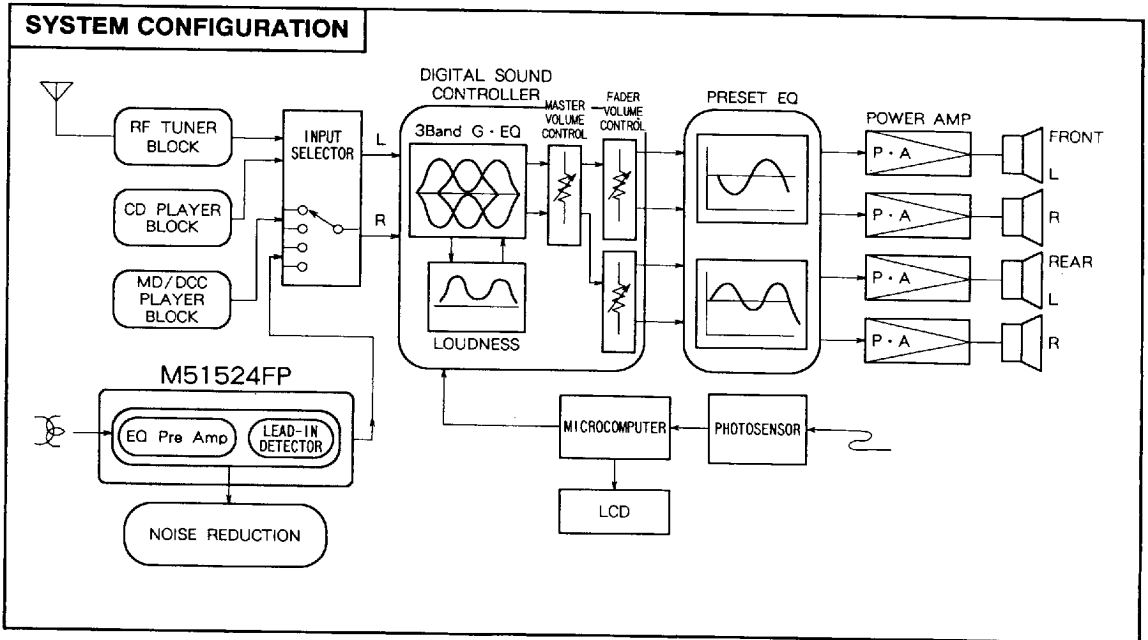 SYSTEM CONFIGURATION
RF TUNER
BLOCK
CD PLAYER
BLOCK
MD/DCC
PLAYER
BLOCK
INPUT
SELECTOR
L
R
DIGITAL SOUND
CONTROLLER
3Band G・EQ
LOUDNESS
MASTER
VOLUME
CONTROL
FADER
VOLUME
CONTROL
PRESET EQ
POWER AMP
P・A
P・A
P・A
P・A
FRONT
L
R
REAR
L
R
M51524FP
EQ Pre Amp
LEAD-IN
DETECTOR
NOISE REDUCTION
MICROCOMPUTER
PHOTOSENSOR
LCD